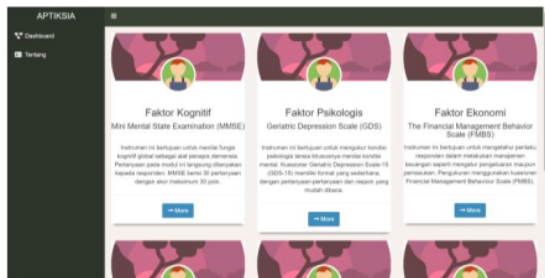 APTIKSIA
Dashboard
Tentang
Faktor Kognitif
Mini Mental State Examination (MMSE)
Instrumen ini bertujuan untuk menilai fungsi
kognitif global sebagai alat penapis demensia.
Pertanyaan pada modul ini langsung ditanyakan
kepada responden. MMSE berisi 30 pertanyaan
dengan skor maksimum 30 poin.
More
Faktor Psikologis
Geriatric Depression Scale (GDS)
Instrumen ini bertujuan untuk mengukur kondisi
psikologis lansia khususnya menilai kondisi
mental. Kuesioner Geriatric Depression Scale-15
(GDS-15) memiliki format yang sederhana,
dengan pertanyaan-pertanyaan dan respon yang
mudah dibaca.
More
Faktor Ekonomi
The Financial Management Behavior
Scale (FMBS)
Instrumen ini bertujuan untuk mengetahui perilaku
responden dalam melakukan manajemen
keuangan seperti mengatur pengeluaran maupun
pemasukan. Pengukuran menggunakan kuesioner
Financial Management Behaviour Scale (FMBS).
More